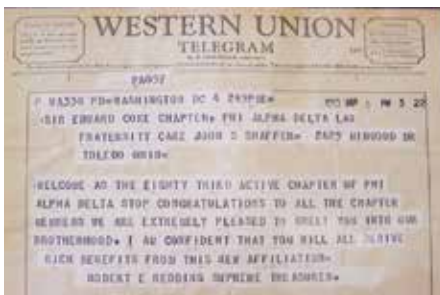 WESTERN UNION
TELEGRAM
PA057
P WA330 PD=WASHINGTON DC 4 245PDE=
=SIR EDWARD COKE CHAPTER, PHI ALPHA DELTA LAW
FRATERNITY CARE JOHN S SHAFFER= DR
TOLEDO OHIO=
WELCOME AS THE EIGHTY THIRD ACTIVE CHAPTER OF PHI
ALPHA DELTA STOP CONGRATULATIONS TO ALL THE CHAPTER
MEMBERS WE ARE EXTREMELY PLEASED TO GREET YOU INTO OUR
BROTHERHOOD. I AM CONFIDENT THAT YOU WILL ALL DERIVE
RICH BENEFITS FROM THIS NEW AFFILIATION=
ROBERT E REDDING SUPREME TREASURER=